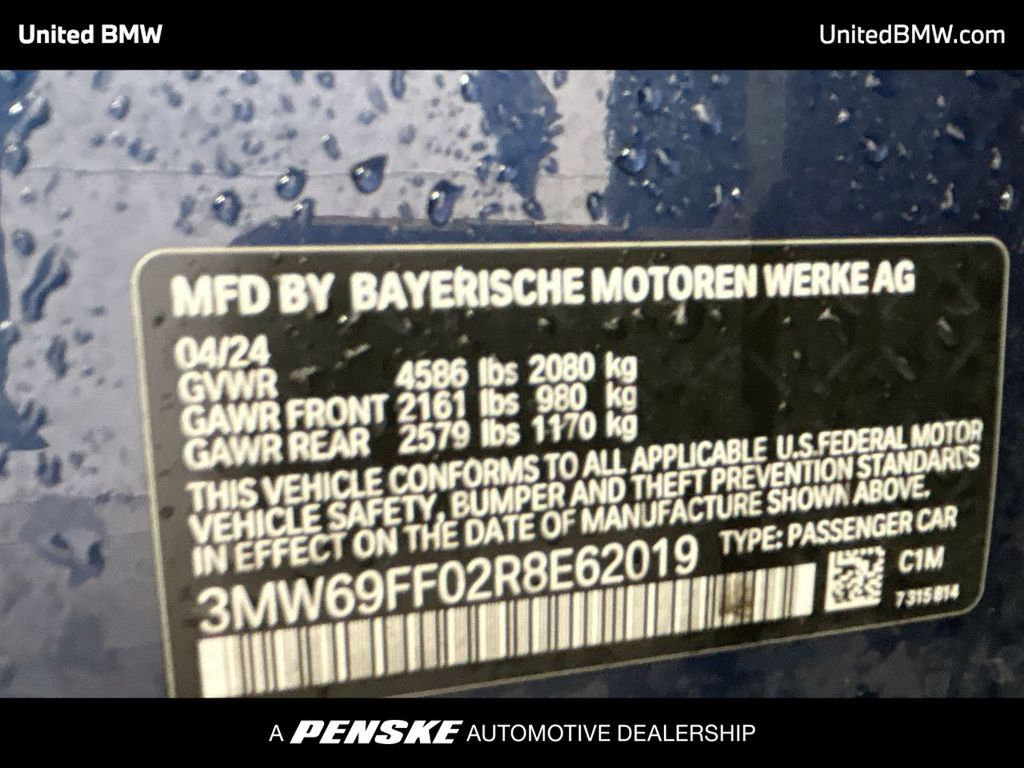 United BMW
UnitedBMW.com
MFD BY BAYERISCHE MOTOREN WERKE AG
04/24
GVWR 4586 lbs 2080 kg
GAWR FRONT 2161 lbs 980 kg
GAWR REAR 2579 lbs 1170 kg
THIS VEHICLE CONFORMS TO ALL APPLICABLE U.S.FEDERAL MOTOR
VEHICLE SAFETY, BUMPER AND THEFT PREVENTION STANDARDS
IN EFFECT ON THE DATE OF MANUFACTURE SHOWN ABOVE.
3MW69FF02R8E62019
TYPE: PASSENGER CAR
C1M
7315814
A PENSKE AUTOMOTIVE DEALERSHIP